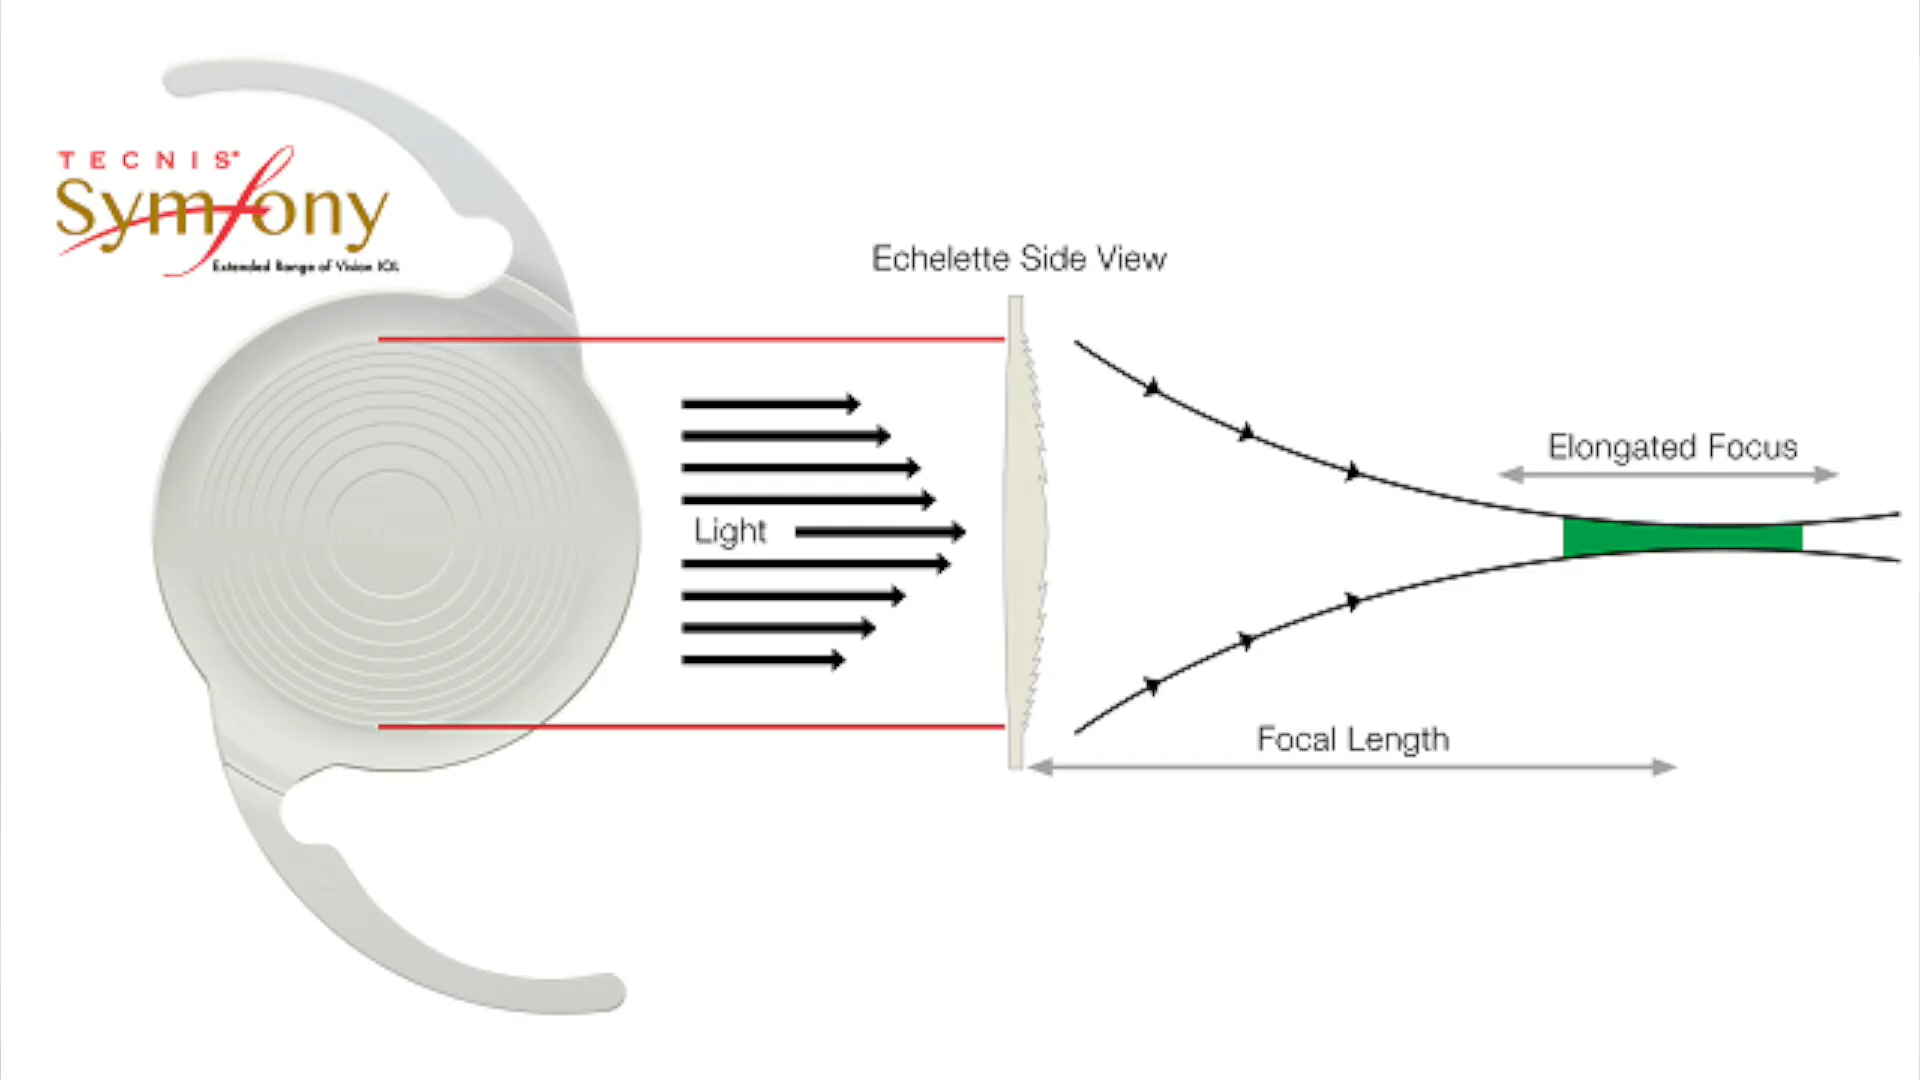 TECNIS®
Symfony
Extended Range of Vision IOL
Echelette Side View
Elongated Focus
Light
Focal Length